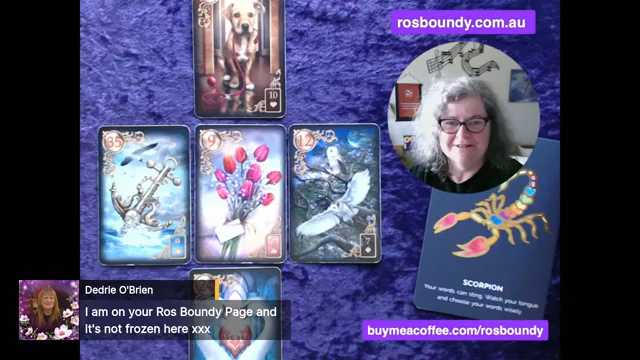 rosboundy.com.au
10
35
9
12
SCORPION
Your words can sting. Watch your tongue
and choose your words wisely.
Dedrie O'Brien
I am on your Ros Boundy Page and
it's not frozen here xxx
buymeacoffee.com/rosboundy